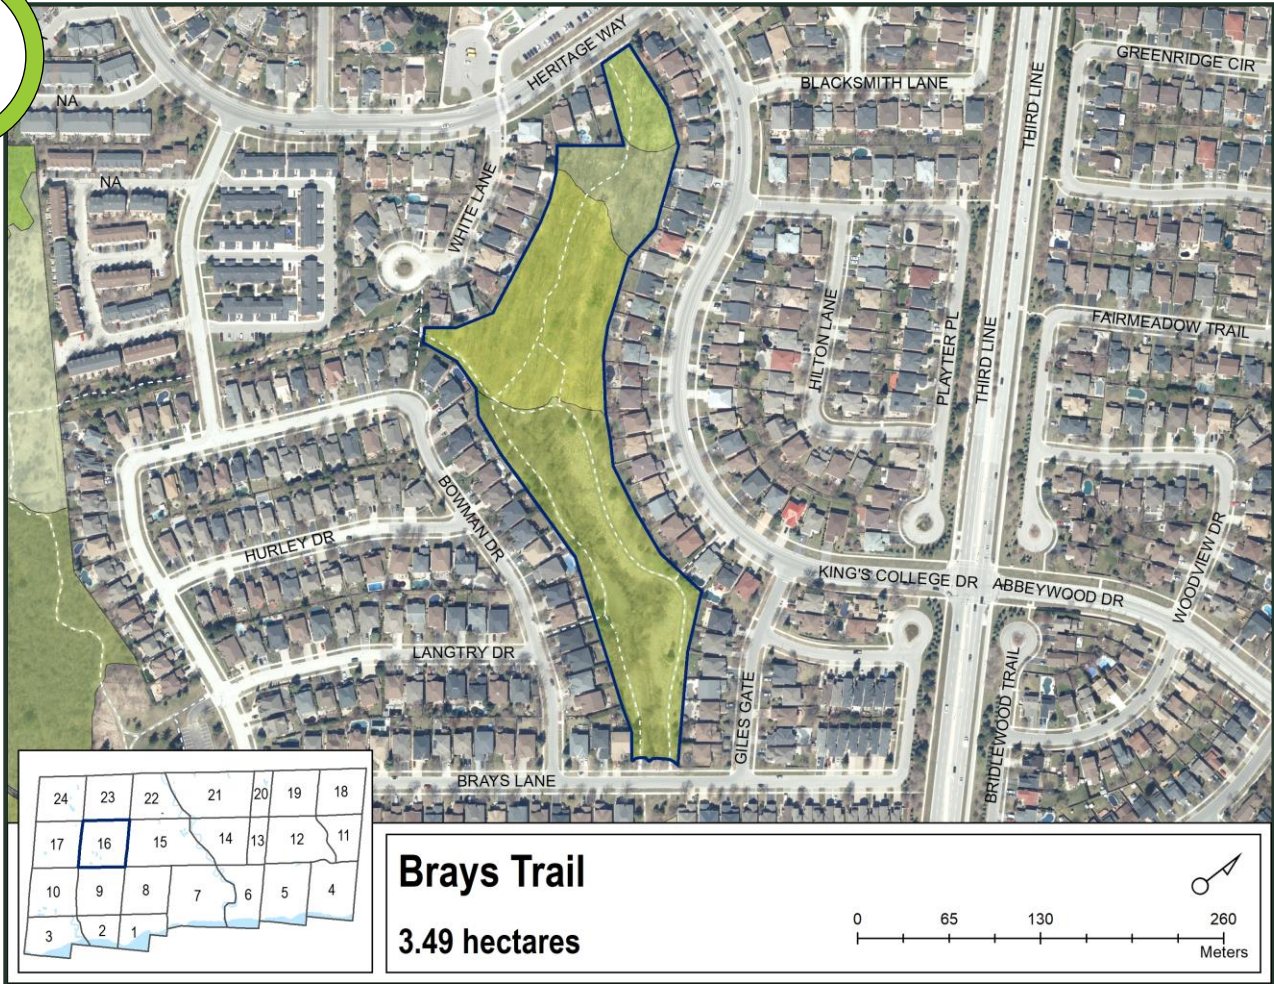 HERITAGE WAY
BLACKSMITH LANE
GREENRIDGE CIR
THIRD LINE
NA
NA
WHITE LANE
HILTON LANE
PLAYTER PL
THIRD LINE
FAIRMEADOW TRAIL
BOWMAN DR
HURLEY DR
WOODVIEW DR
KING'S COLLEGE DR
ABBEYWOOD DR
LANGTRY DR
GILES GATE
BRIDLEWOOD TRAIL
BRAYS LANE
24 23 22 21 20 19 18
17 16 15 14 13 12 11
10 9 8 7 6 5 4
3 2 1
Brays Trail
3.49 hectares
0 65 130 260
Meters